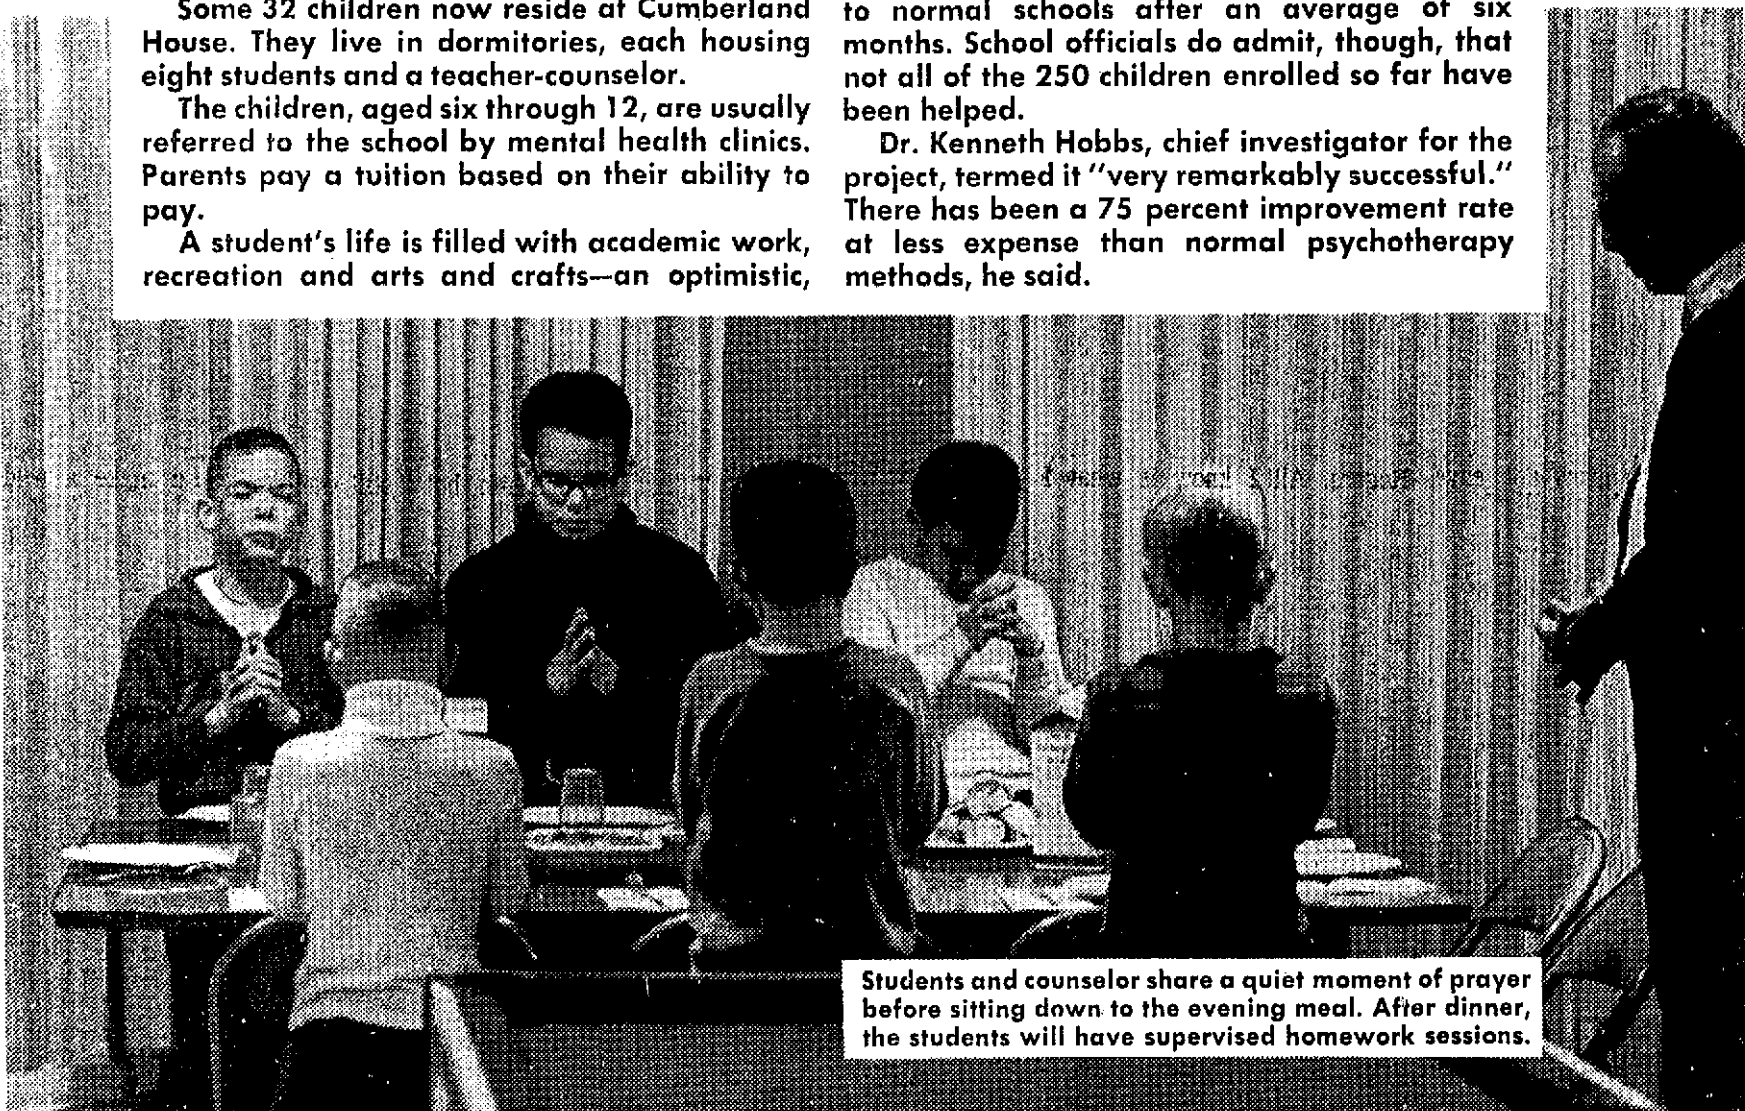 Some 32 children now reside at Cumberland
House. They live in dormitories, each housing
eight students and a teacher-counselor.
The children, aged six through 12, are usually
referred to the school by mental health clinics.
Parents pay a tuition based on their ability to
pay.
A student's life is filled with academic work,
recreation and arts and crafts—an optimistic,
to normal schools after an average of six
months. School officials do admit, though, that
not all of the 250 children enrolled so far have
been helped.
Dr. Kenneth Hobbs, chief investigator for the
project, termed it "very remarkably successful."
There has been a 75 percent improvement rate
at less expense than normal psychotherapy
methods, he said.
Students and counselor share a quiet moment of prayer
before sitting down to the evening meal. After dinner,
the students will have supervised homework sessions.